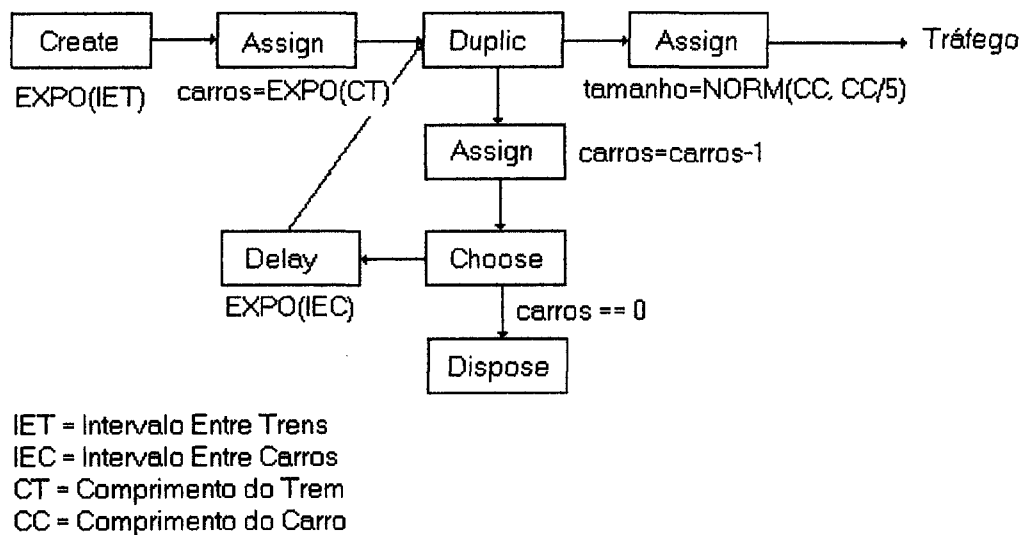 Create
Assign
Duplic
Assign
Tráfego
EXPO(IET)
carros=EXPO(CT)
tamanho=NORM(CC, CC/5)
Assign
carros=carros-1
Delay
Choose
EXPO(IEC)
carros == 0
Dispose
IET = Intervalo Entre Trens
IEC = Intervalo Entre Carros
CT = Comprimento do Trem
CC = Comprimento do Carro